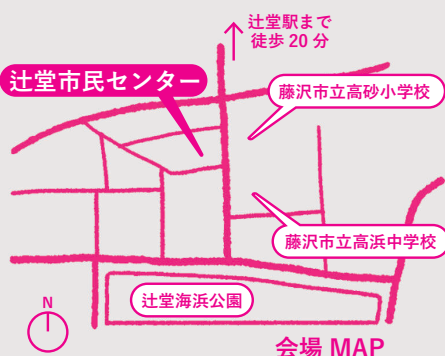 辻堂駅まで
徒歩 20 分
辻堂市民センター
藤沢市立高砂小学校
藤沢市立高浜中学校
辻堂海浜公園
N
会場 MAP